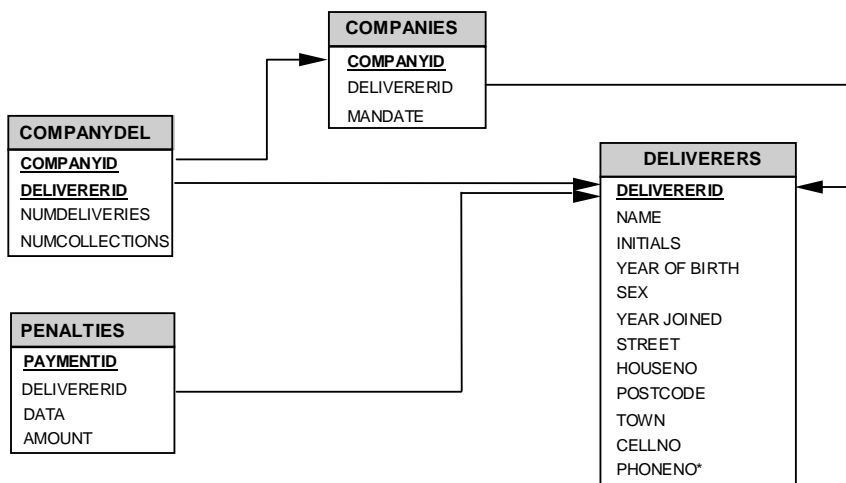 COMPANIES
COMPANYID
DELIVERERID
MANDATE
COMPANYDEL
COMPANYID
DELIVERERID
NUMDELIVERIES
NUMCOLLECTIONS
DELIVERERS
DELIVERERID
NAME
INITIALS
YEAR OF BIRTH
SEX
YEAR JOINED
STREET
HOUSENO
POSTCODE
TOWN
CELLNO
PHONENO*
PENALTIES
PAYMENTID
DELIVERERID
DATA
AMOUNT